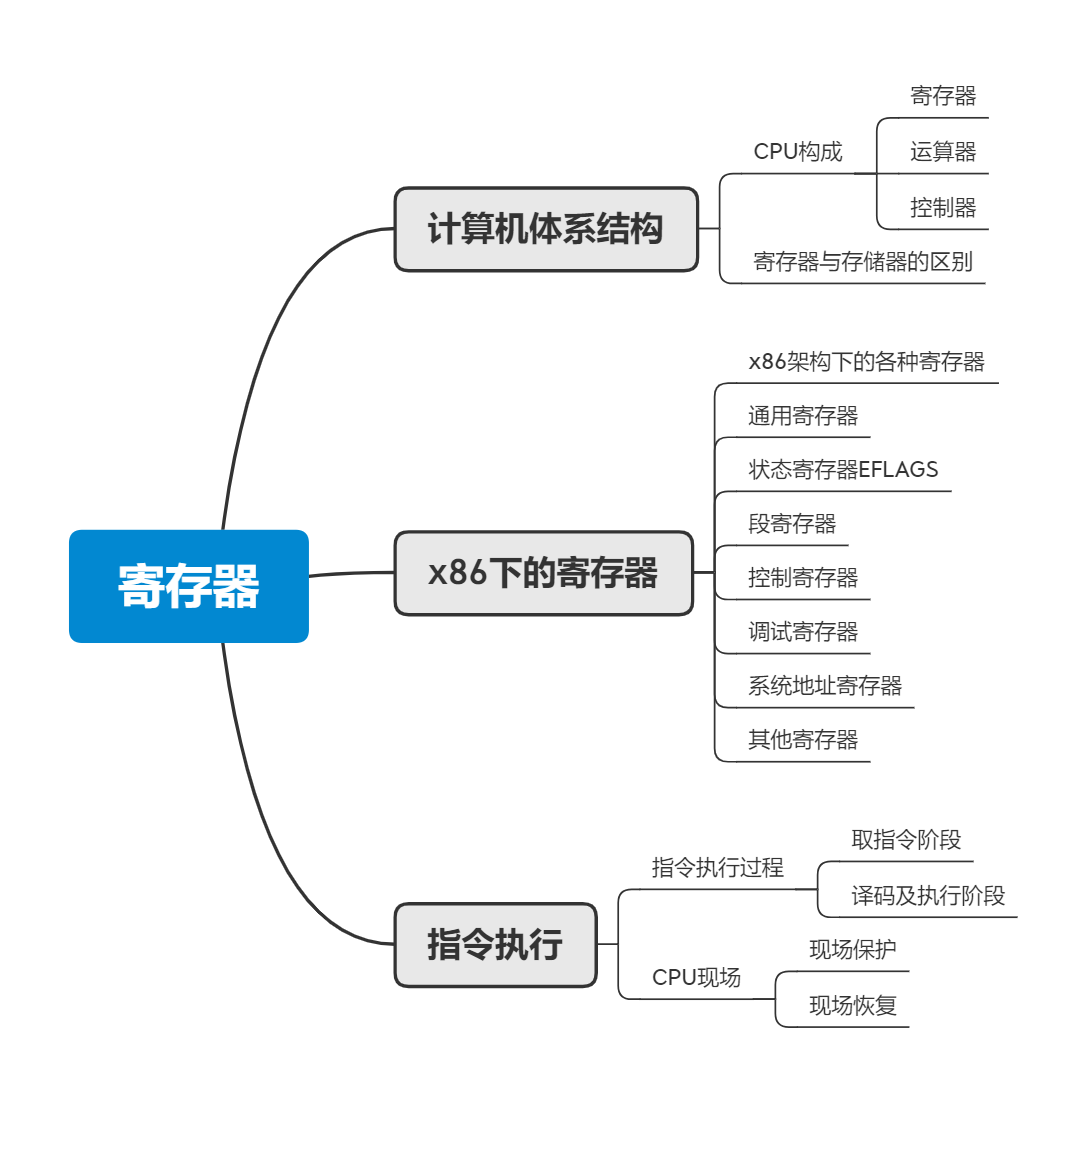 寄存器
计算机体系结构
CPU构成
寄存器
运算器
控制器
寄存器与存储器的区别
x86下的寄存器
x86架构下的各种寄存器
通用寄存器
状态寄存器EFLAGS
段寄存器
控制寄存器
调试寄存器
系统地址寄存器
其他寄存器
指令执行
指令执行过程
取指令阶段
译码及执行阶段
CPU现场
现场保护
现场恢复